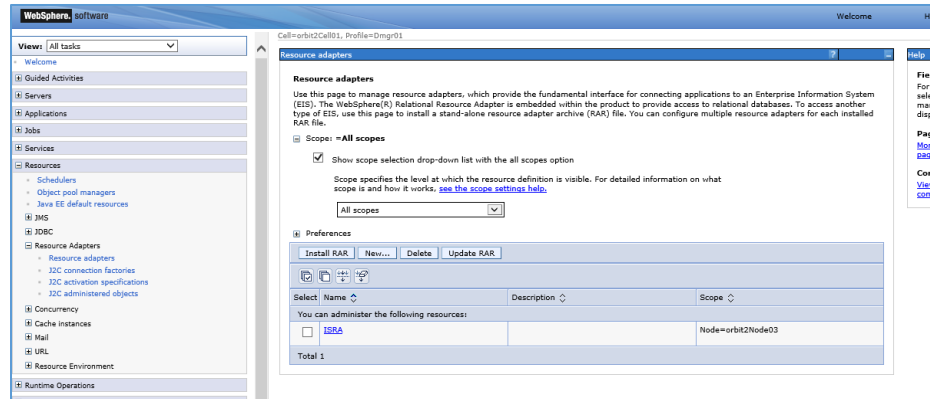 WebSphere. software
Welcome
Cell=orbit2Cell01, Profile=Dmgr01
View: All tasks
Welcome
Guided Activities
Servers
Applications
Jobs
Services
Resources
Schedulers
Object pool managers
Java EE default resources
JMS
JDBC
Resource Adapters
Resource adapters
J2C connection factories
J2C activation specifications
J2C administered objects
Concurrency
Cache instances
Mail
URL
Resource Environment
Runtime Operations
Resource adapters ? -
Resource adapters
Use this page to manage resource adapters, which provide the fundamental interface for connecting applications to an Enterprise Information System
(EIS). The WebSphere(R) Relational Resource Adapter is embedded within the product to provide access to relational databases. To access another
type of EIS, use this page to install a stand-alone resource adapter archive (RAR) file. You can configure multiple resource adapters for each installed
RAR file.
Scope: =All scopes
Show scope selection drop-down list with the all scopes option
Scope specifies the level at which the resource definition is visible. For detailed information on what
scope is and how it works, see the scope settings help.
All scopes
Preferences
Install RAR New... Delete Update RAR
Select Name Description Scope
You can administer the following resources:
ISRA Node=orbit2Node03
Total 1
Help